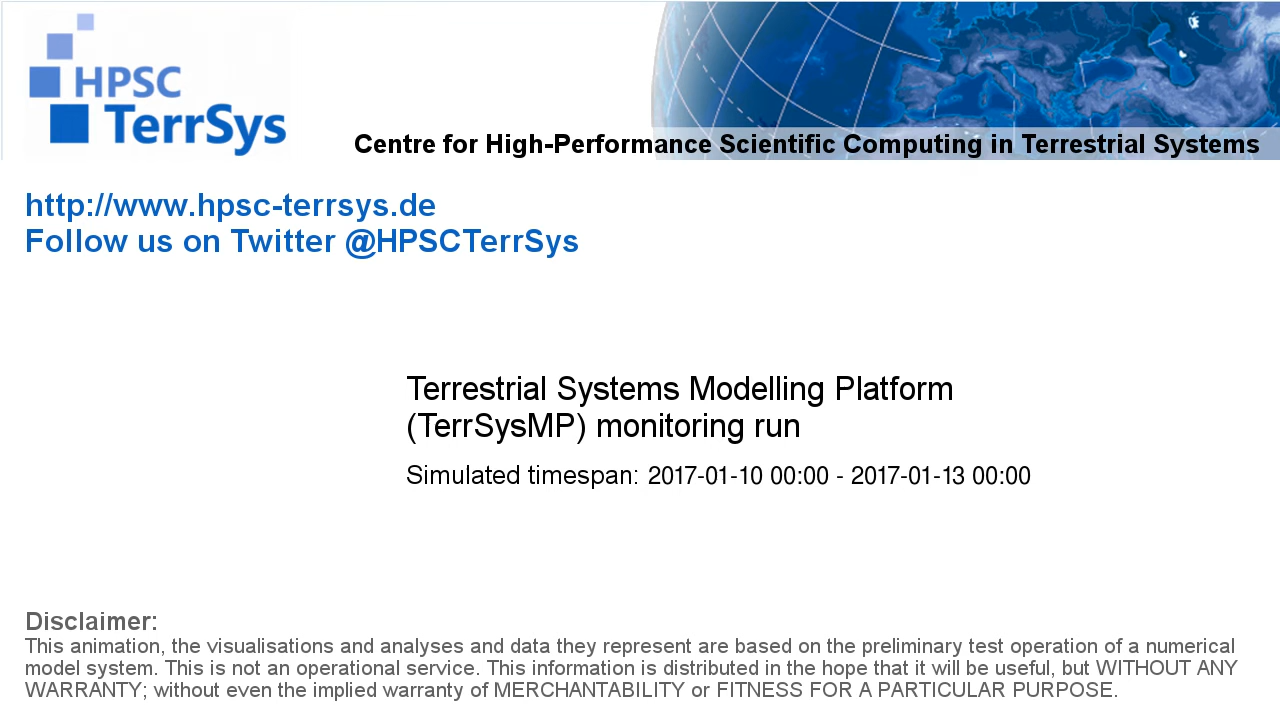 HPSC
TerrSys
Centre for High-Performance Scientific Computing in Terrestrial Systems
http://www.hpsc-terrsys.de
Follow us on Twitter @HPSCTerrSys
Terrestrial Systems Modelling Platform
(TerrSysMP) monitoring run
Simulated timespan: 2017-01-10 00:00 - 2017-01-13 00:00
Disclaimer:
This animation, the visualisations and analyses and data they represent are based on the preliminary test operation of a numerical
model system. This is not an operational service. This information is distributed in the hope that it will be useful, but WITHOUT ANY
WARRANTY; without even the implied warranty of MERCHANTABILITY or FITNESS FOR A PARTICULAR PURPOSE.